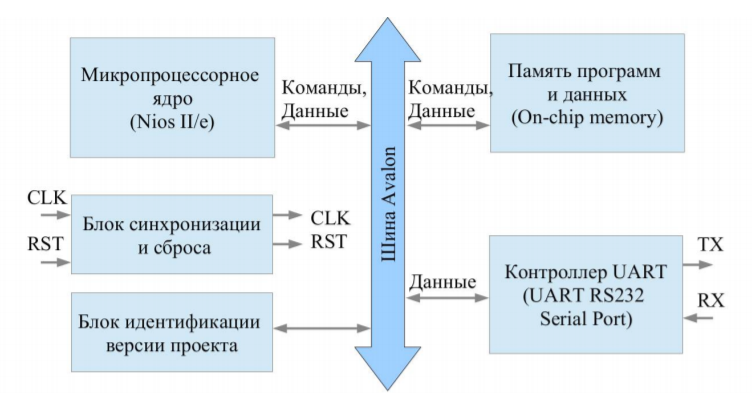 Микропроцессорное
ядро
(Nios II/e)
Команды,
Данные
Команды,
Данные
Память программ
и данных
(On-chip memory)
Шина Avalon
CLK
RST
Блок синхронизации
и сброса
CLK
RST
Блок идентификации
версии проекта
Данные
Контроллер UART
(UART RS232
Serial Port)
TX
RX